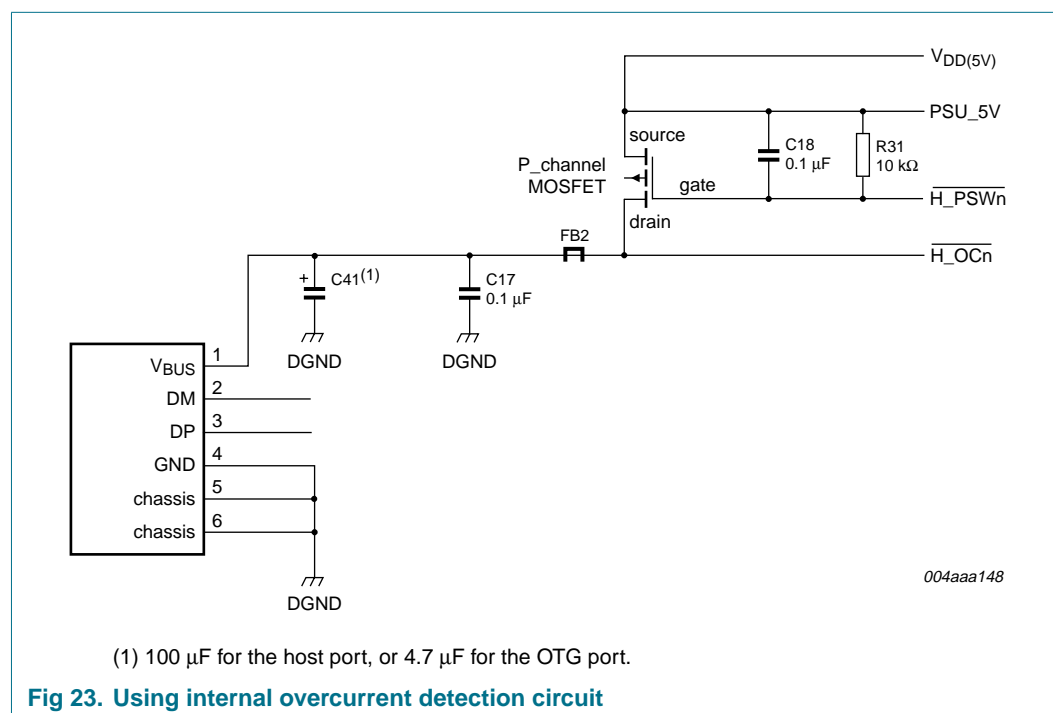 V_DD(5V)
PSU_5V
source
C18
0.1 μF
R31
10 kΩ
P_channel
MOSFET
gate
H_PSWn
drain
FB2
H_OCn
+
C41(1)
C17
0.1 μF
DGND
DGND
V_BUS 1
DM 2
DP 3
GND 4
chassis 5
chassis 6
DGND
004aaa148
(1) 100 μF for the host port, or 4.7 μF for the OTG port.
Fig 23. Using internal overcurrent detection circuit